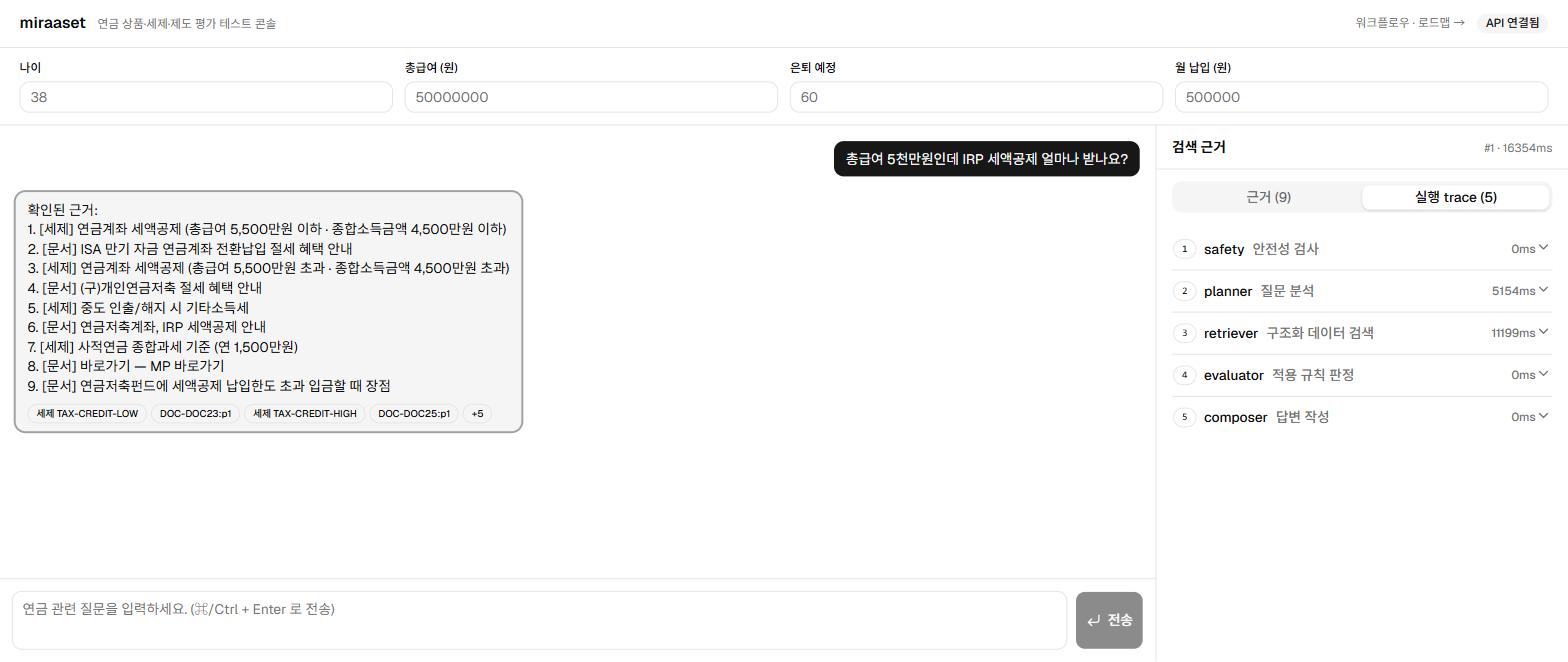 miraaset 연금 상품·세제·제도 평가 테스트 콘솔
워크플로우 · 로드맵 → API 연결됨
나이 총급여 (원) 은퇴 예정 월 납입 (원)
38 50000000 60 500000
총급여 5천만원인데 IRP 세액공제 얼마나 받나요?
확인된 근거:
1. [세제] 연금계좌 세액공제 (총급여 5,500만원 이하 · 종합소득금액 4,500만원 이하)
2. [문서] ISA 만기 자금 연금계좌 전환납입 절세 혜택 안내
3. [세제] 연금계좌 세액공제 (총급여 5,500만원 초과 · 종합소득금액 4,500만원 초과)
4. [문서] (구)개인연금저축 절세 혜택 안내
5. [세제] 중도 인출/해지 시 기타소득세
6. [문서] 연금저축계좌, IRP 세액공제 안내
7. [세제] 사적연금 종합과세 기준 (연 1,500만원)
8. [문서] 바로가기 — MP 바로가기
9. [문서] 연금저축펀드에 세액공제 납입한도 초과 입금할 때 장점
세제 TAX-CREDIT-LOW DOC-DOC23:p1 세제 TAX-CREDIT-HIGH DOC-DOC25:p1 +5
연금 관련 질문을 입력하세요. (⌘/Ctrl + Enter 로 전송)
↵ 전송
검색 근거 #1 · 16354ms
근거 (9) 실행 trace (5)
1 safety 안전성 검사 0ms
2 planner 질문 분석 5154ms
3 retriever 구조화 데이터 검색 11199ms
4 evaluator 적용 규칙 판정 0ms
5 composer 답변 작성 0ms